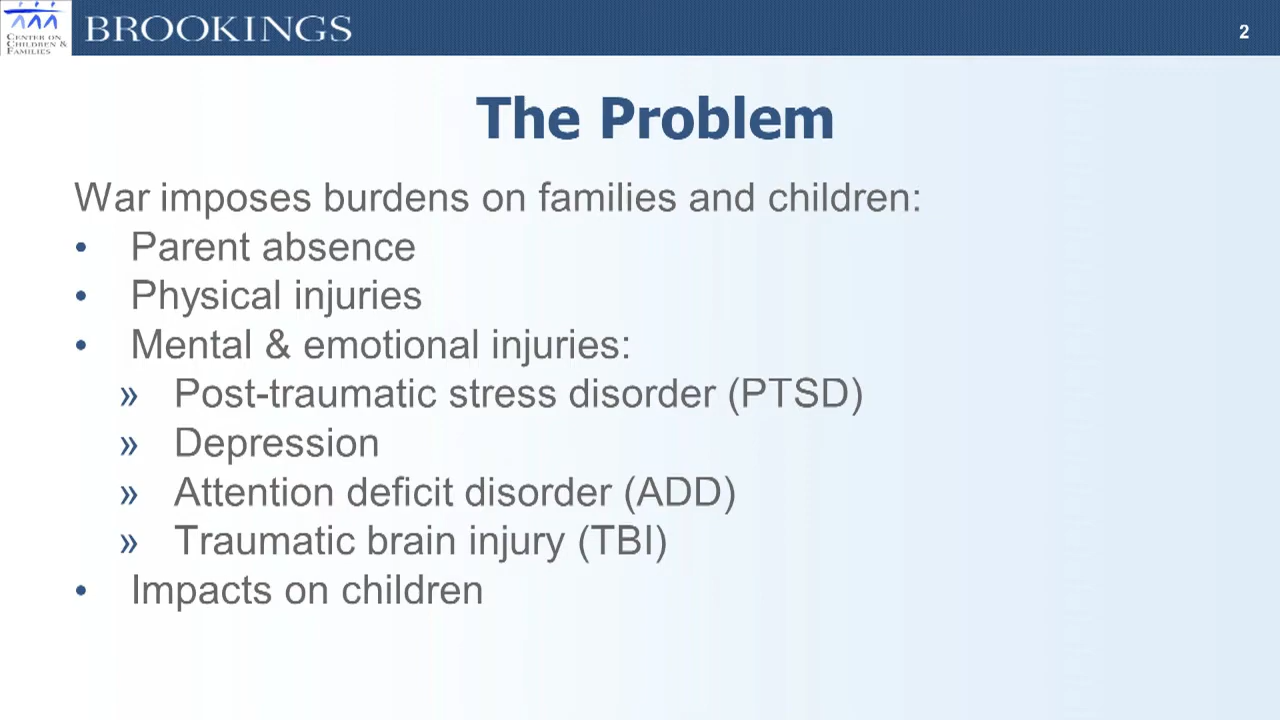 CENTER ON
CHILDREN &
FAMILIES
BROOKINGS
2
The Problem
War imposes burdens on families and children:
• Parent absence
• Physical injuries
• Mental & emotional injuries:
» Post-traumatic stress disorder (PTSD)
» Depression
» Attention deficit disorder (ADD)
» Traumatic brain injury (TBI)
• Impacts on children